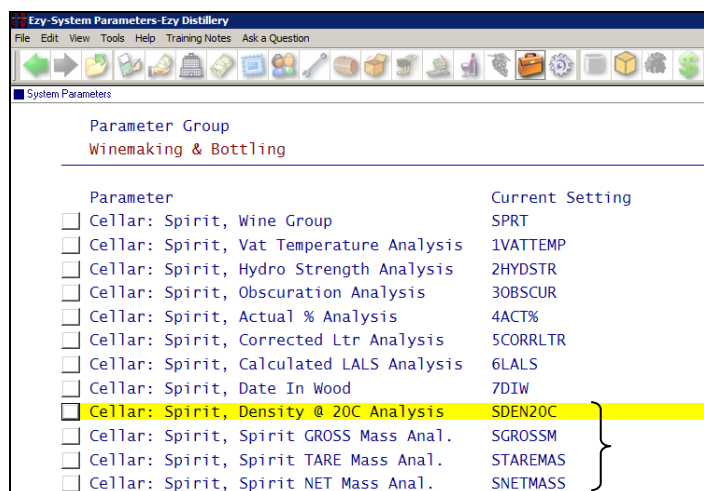 Ezy-System Parameters-Ezy Distillery
File Edit View Tools Help Training Notes Ask a Question
System Parameters
Parameter Group
Winemaking & Bottling
Parameter Current Setting
Cellar: Spirit, Wine Group SPRT
Cellar: Spirit, Vat Temperature Analysis 1VATTEMP
Cellar: Spirit, Hydro Strength Analysis 2HYDSTR
Cellar: Spirit, Obscuration Analysis 3OBSCUR
Cellar: Spirit, Actual % Analysis 4ACT%
Cellar: Spirit, Corrected Ltr Analysis 5CORRLTR
Cellar: Spirit, Calculated LALS Analysis 6LALS
Cellar: Spirit, Date In Wood 7DIW
Cellar: Spirit, Density @ 20C Analysis SDEN20C
Cellar: Spirit, Spirit GROSS Mass Anal. SGROSSM
Cellar: Spirit, Spirit TARE Mass Anal. STAREMAS
Cellar: Spirit, Spirit NET Mass Anal. SNETMASS